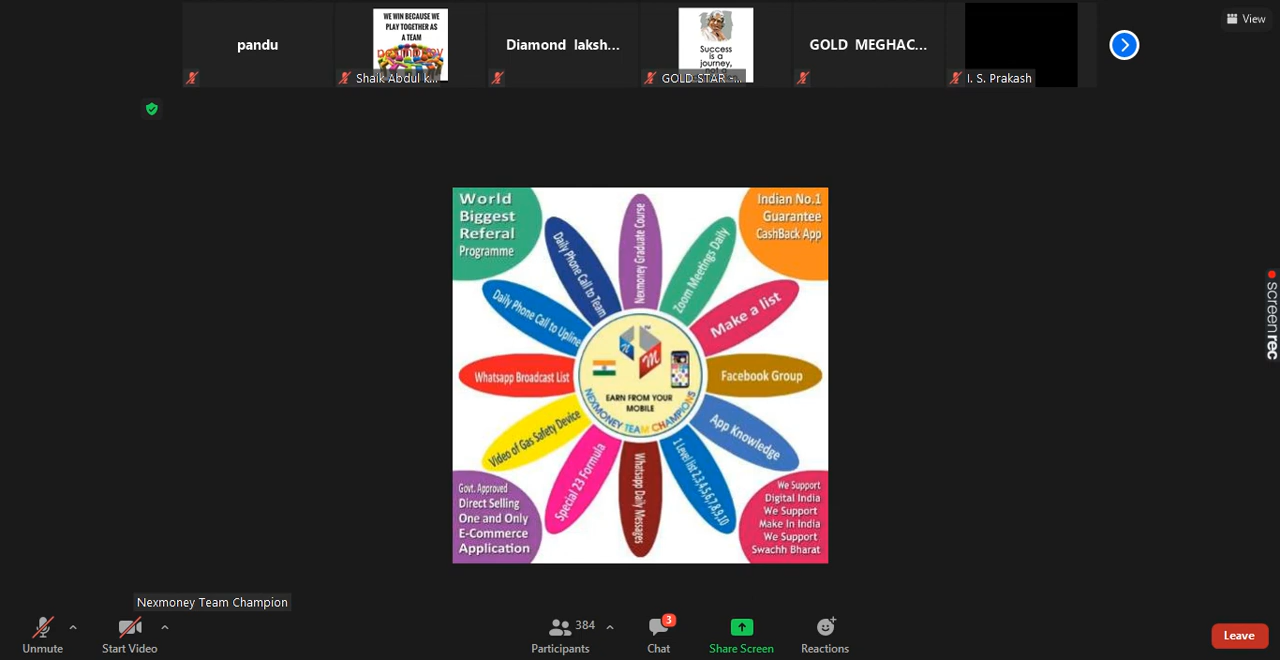 View
pandu
WE WIN BECAUSE WE
PLAY TOGETHER AS
A TEAM
Shaik Abdul k...
Diamond laksh...
Success
is a
journey,
GOLD STAR -...
GOLD MEGHAC...
I. S. Prakash
World
Biggest
Referal
Programme
Indian No.1
Guarantee
CashBack App
Nexmoney Graduate Course
Zoom Meetings Daily
Make a list
Facebook Group
App Knowledge
1 Level list 2,3,4,5,6,7,8,9,10
Whatsapp Daily Messages
Special 23 Formula
Video of Gas Safety Device
Whatsapp Broadcast List
Daily Phone Call to Upline
Daily Phone Call to Team
n m
EARN FROM YOUR
MOBILE
NEXMONEY TEAM CHAMPIONS
Govt. Approved
Direct Selling
One and Only
E-Commerce
Application
We Support
Digital India
We Support
Make In India
We Support
Swachh Bharat
screenrec
Nexmoney Team Champion
Unmute
Start Video
384
Participants
3
Chat
Share Screen
Reactions
Leave